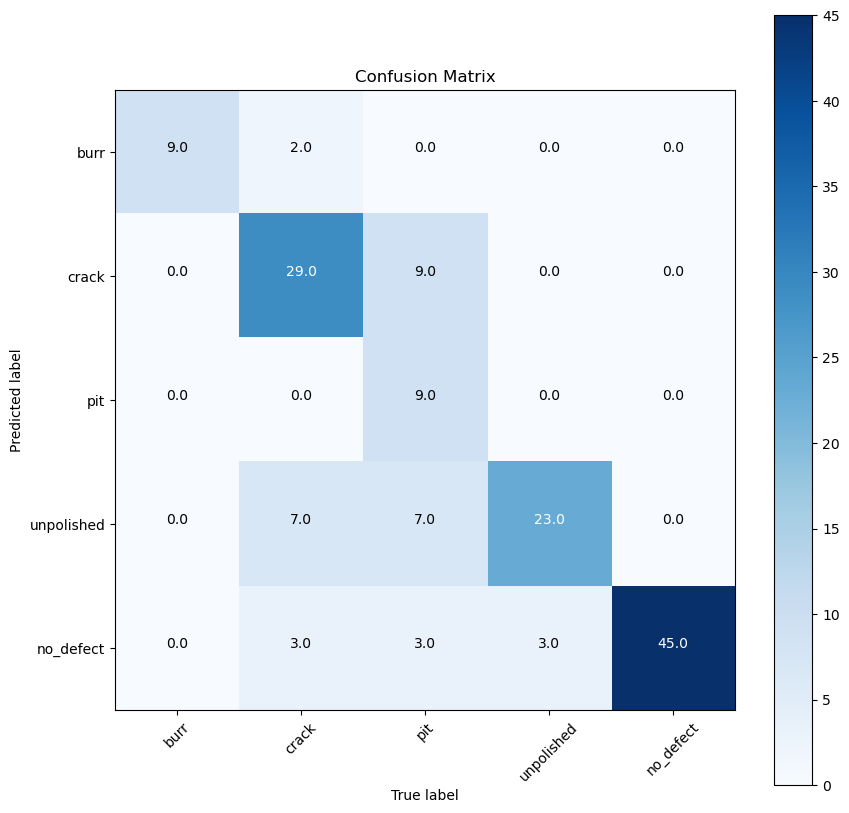 Confusion Matrix
burr 9.0 2.0 0.0 0.0 0.0
crack 0.0 29.0 9.0 0.0 0.0
pit 0.0 0.0 9.0 0.0 0.0
unpolished 0.0 7.0 7.0 23.0 0.0
no_defect 0.0 3.0 3.0 3.0 45.0
burr crack pit unpolished no_defect
True label
Predicted label
45
40
35
30
25
20
15
10
5
0